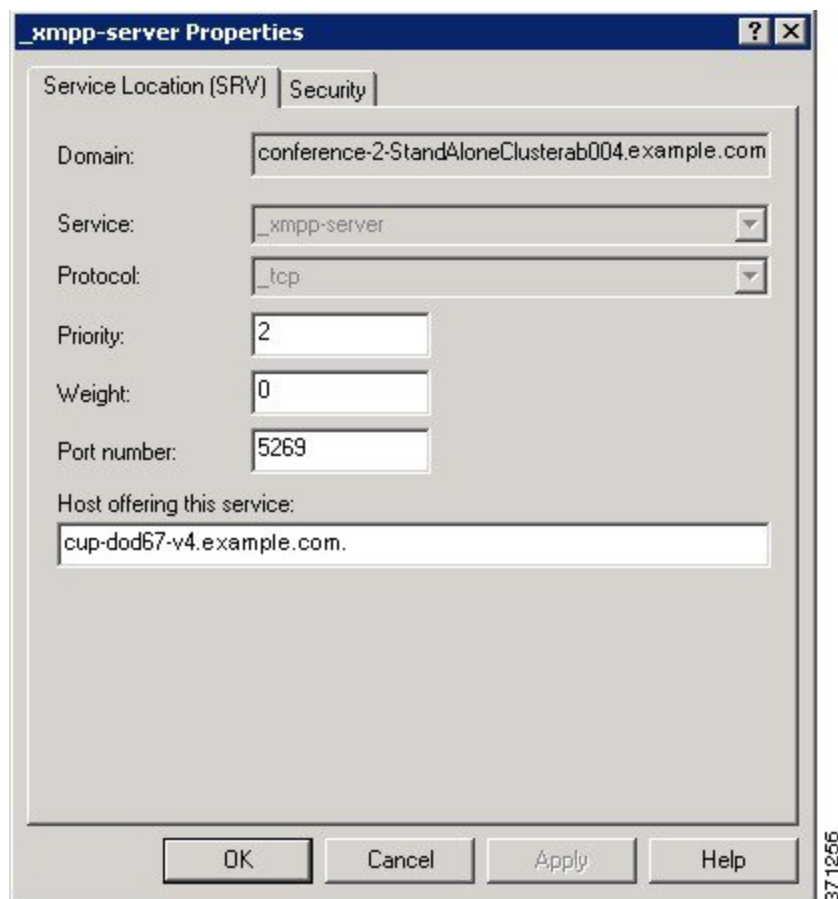 _xmpp-server Properties
Service Location (SRV)
Security
Domain:
conference-2-StandAloneClusterab004.example.com
Service:
_xmpp-server
Protocol:
_tcp
Priority:
2
Weight:
0
Port number:
5269
Host offering this service:
cup-dod67-v4.example.com.
OK
Cancel
Apply
Help
371256